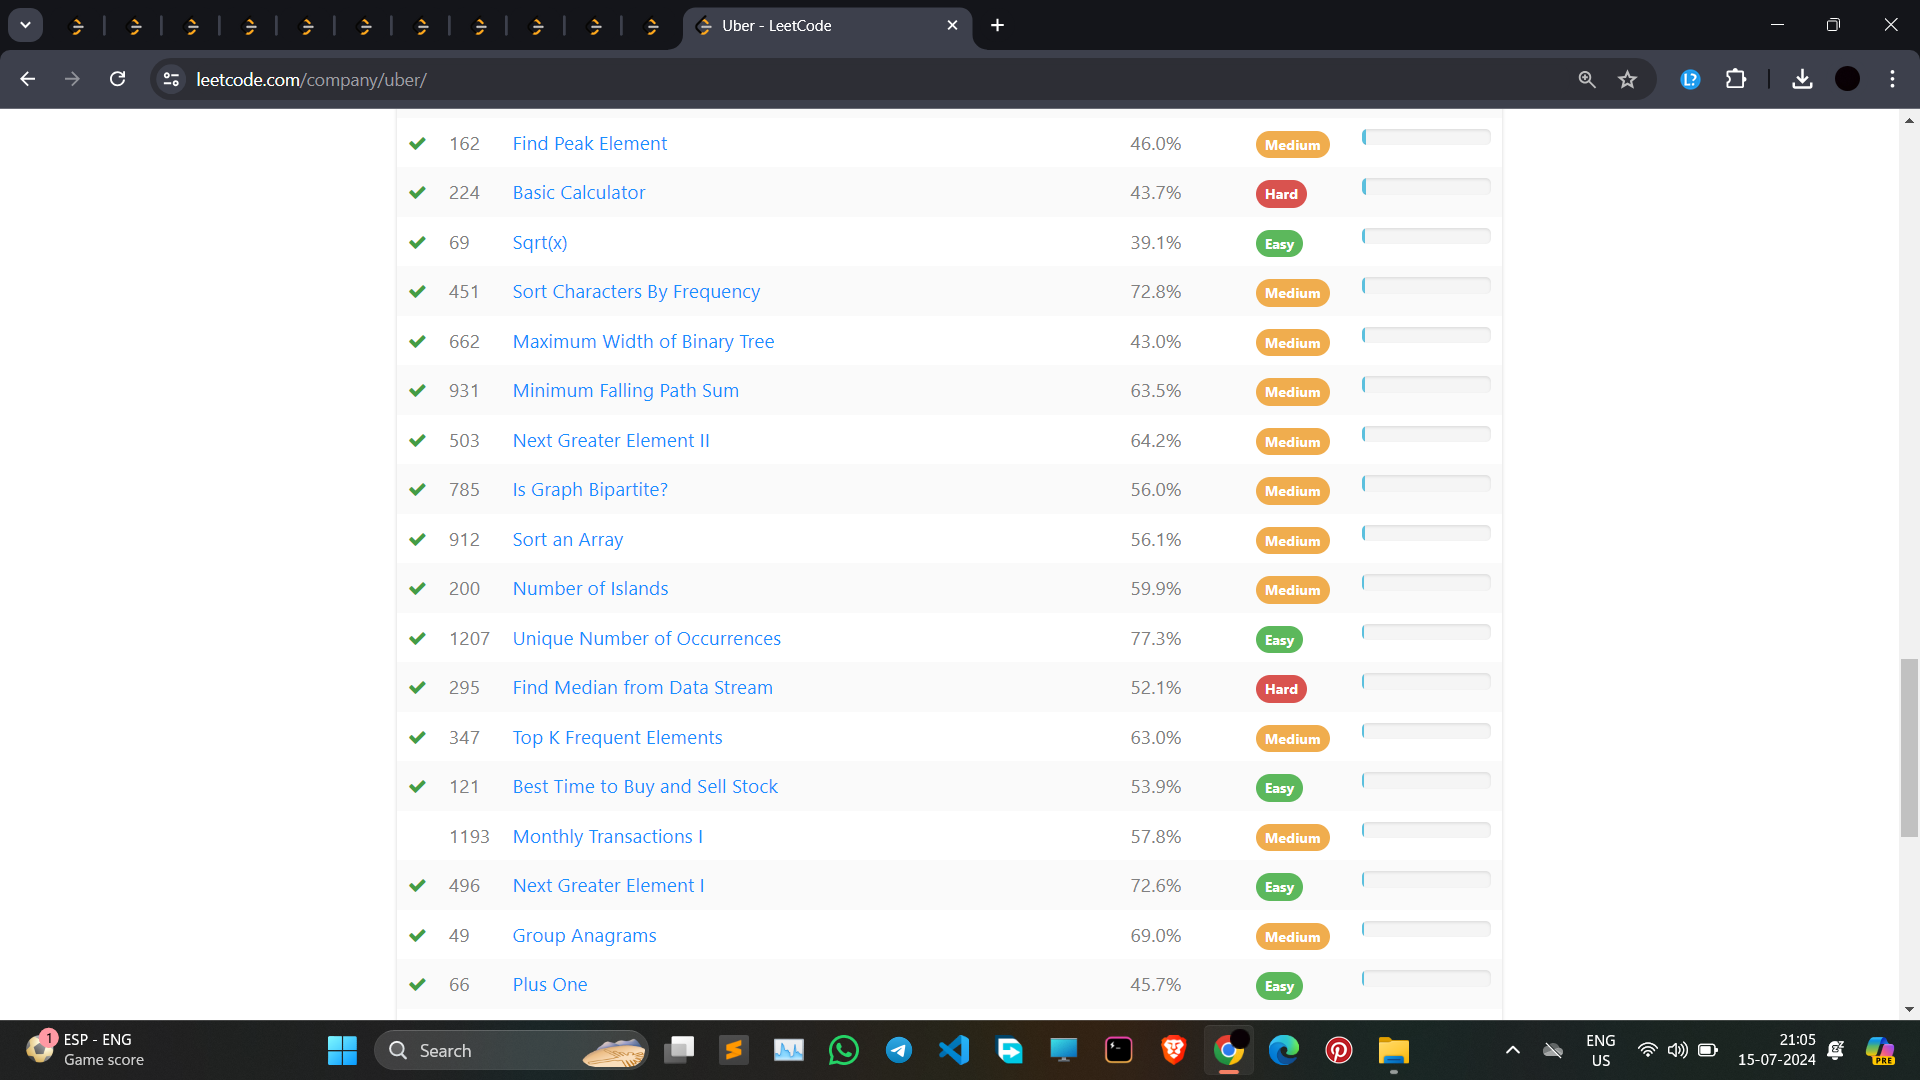 Uber - LeetCode
leetcode.com/company/uber/
L?
162 Find Peak Element 46.0% Medium
224 Basic Calculator 43.7% Hard
69 Sqrt(x) 39.1% Easy
451 Sort Characters By Frequency 72.8% Medium
662 Maximum Width of Binary Tree 43.0% Medium
931 Minimum Falling Path Sum 63.5% Medium
503 Next Greater Element II 64.2% Medium
785 Is Graph Bipartite? 56.0% Medium
912 Sort an Array 56.1% Medium
200 Number of Islands 59.9% Medium
1207 Unique Number of Occurrences 77.3% Easy
295 Find Median from Data Stream 52.1% Hard
347 Top K Frequent Elements 63.0% Medium
121 Best Time to Buy and Sell Stock 53.9% Easy
1193 Monthly Transactions I 57.8% Medium
496 Next Greater Element I 72.6% Easy
49 Group Anagrams 69.0% Medium
66 Plus One 45.7% Easy
1 ESP - ENG
Game score
Search
ENG
US
21:05
15-07-2024
PRE